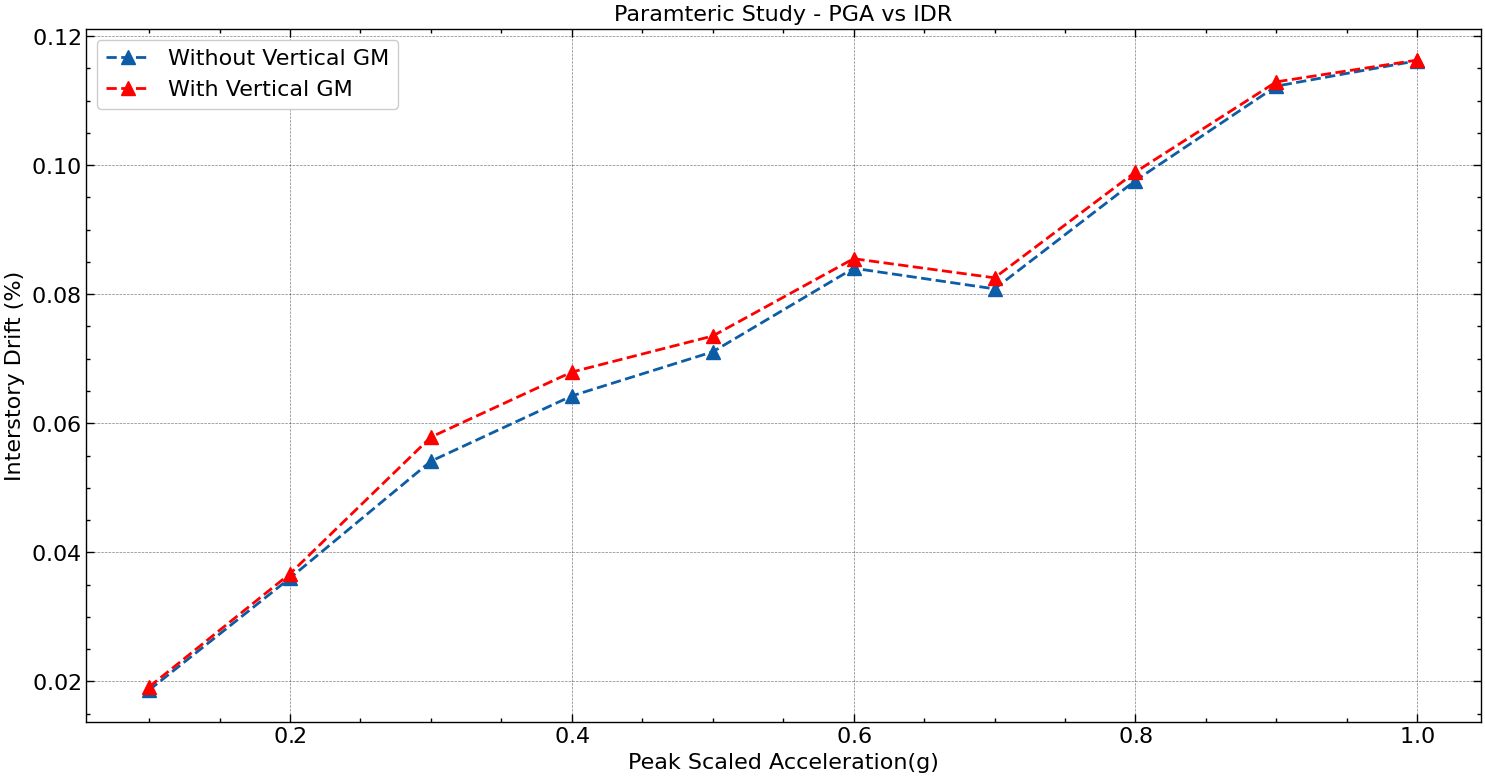 Paramteric Study - PGA vs IDR
Without Vertical GM
With Vertical GM
0.12
0.10
0.08
0.06
0.04
0.02
Interstory Drift (%)
0.2 0.4 0.6 0.8 1.0
Peak Scaled Acceleration(g)